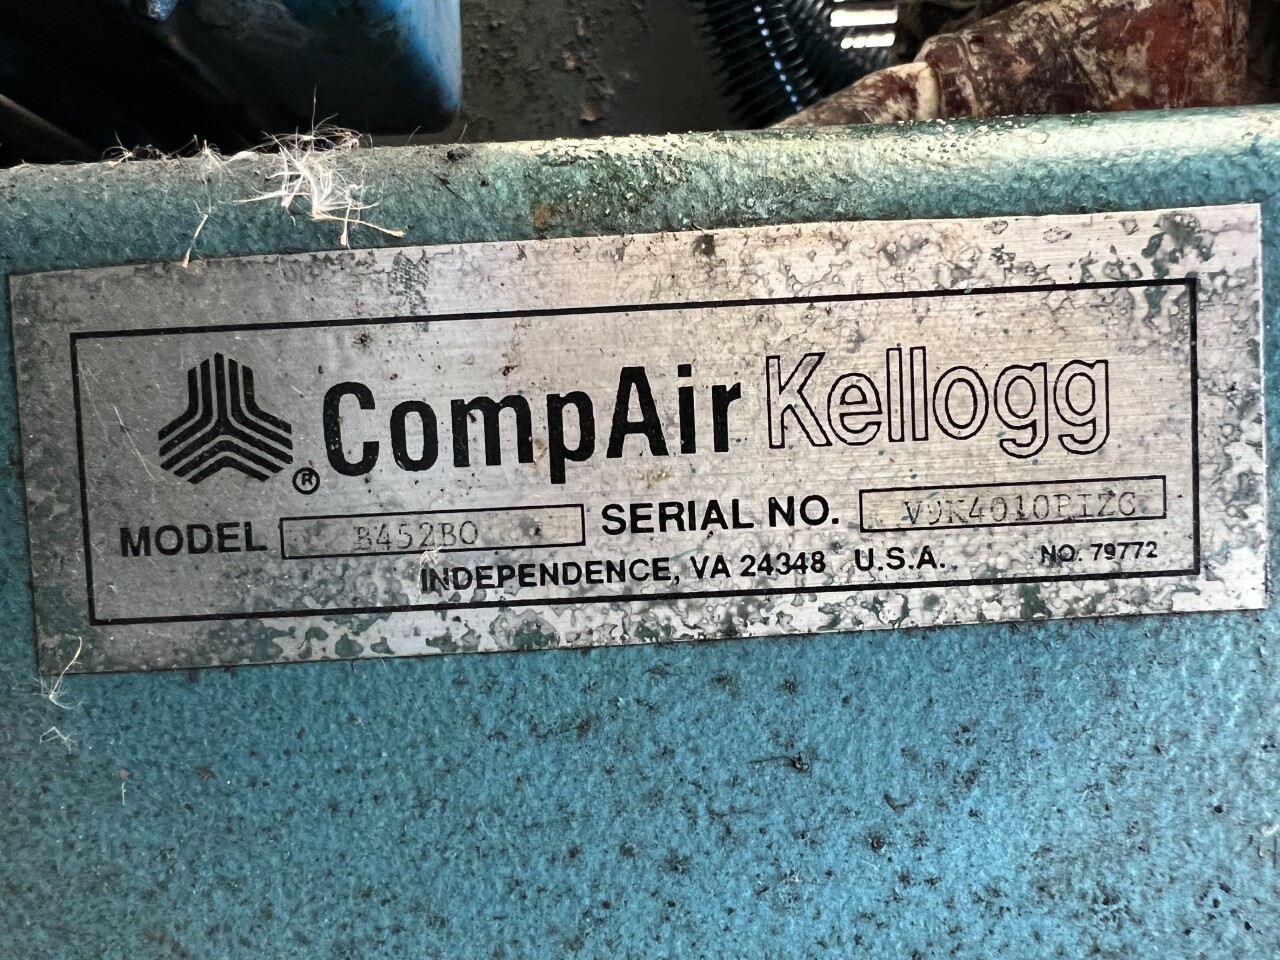 ® CompAir Kellogg
MODEL B452BO SERIAL NO.
INDEPENDENCE, VA 24348 U.S.A. NO. 79772